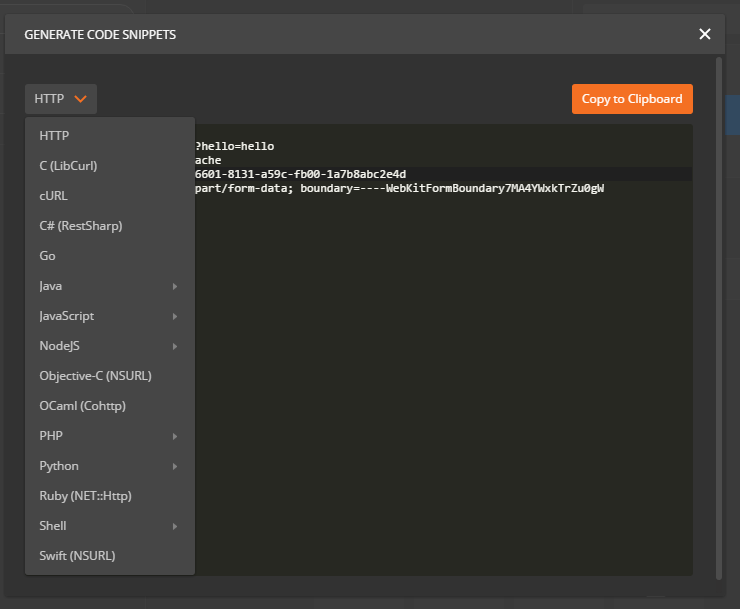 GENERATE CODE SNIPPETS
HTTP
Copy to Clipboard
HTTP
C (LibCurl)
cURL
C# (RestSharp)
Go
Java
JavaScript
NodeJS
Objective-C (NSURL)
OCaml (Cohttp)
PHP
Python
Ruby (NET::Http)
Shell
Swift (NSURL)
?hello=hello
ache
6601-8131-a59c-fb00-1a7b8abc2e4d
part/form-data; boundary=----WebKitFormBoundary7MA4YWxkTrZu0gW